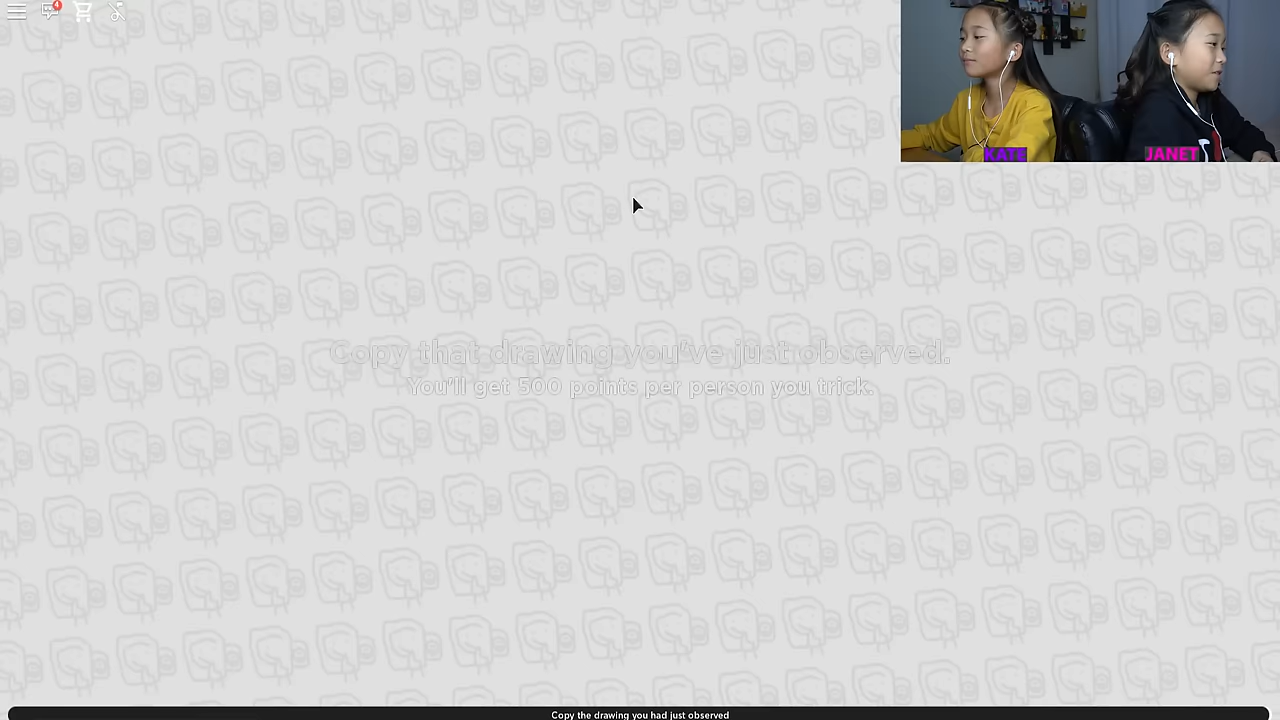 4
KATE
JANET
Copy that drawing you've just observed.
You'll get 500 points per person you trick.
Copy the drawing you had just observed